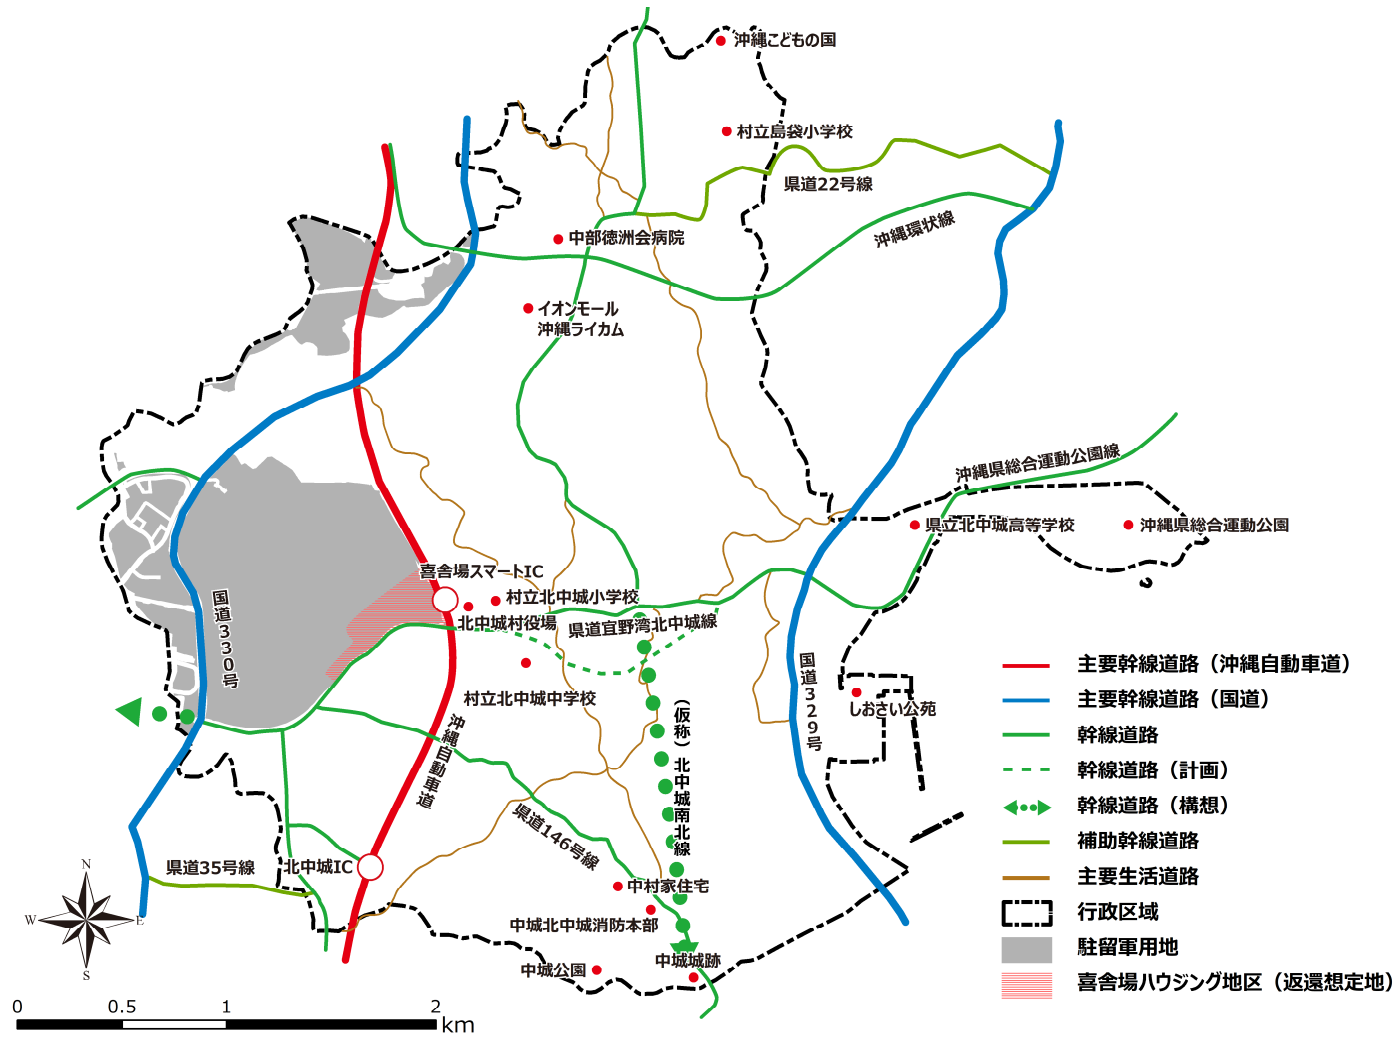 沖縄こどもの国
村立島袋小学校
県道22号線
沖縄環状線
中部徳洲会病院
イオンモール
沖縄ライカム
沖縄県総合運動公園線
県立北中城高等学校
沖縄県総合運動公園
喜舎場スマートIC
村立北中城小学校
北中城村役場
県道宜野湾北中城線
国道330号
村立北中城中学校
国道329号
しおさい公苑
(仮称)北中城南北線
沖縄自動車道
県道146号線
県道35号線
北中城IC
中村家住宅
中城北中城消防本部
中城公園
中城城跡
主要幹線道路(沖縄自動車道)
主要幹線道路(国道)
幹線道路
幹線道路(計画)
幹線道路(構想)
補助幹線道路
主要生活道路
行政区域
駐留軍用地
喜舎場ハウジング地区(返還想定地)
N
W
E
S
0 0.5 1 2
km